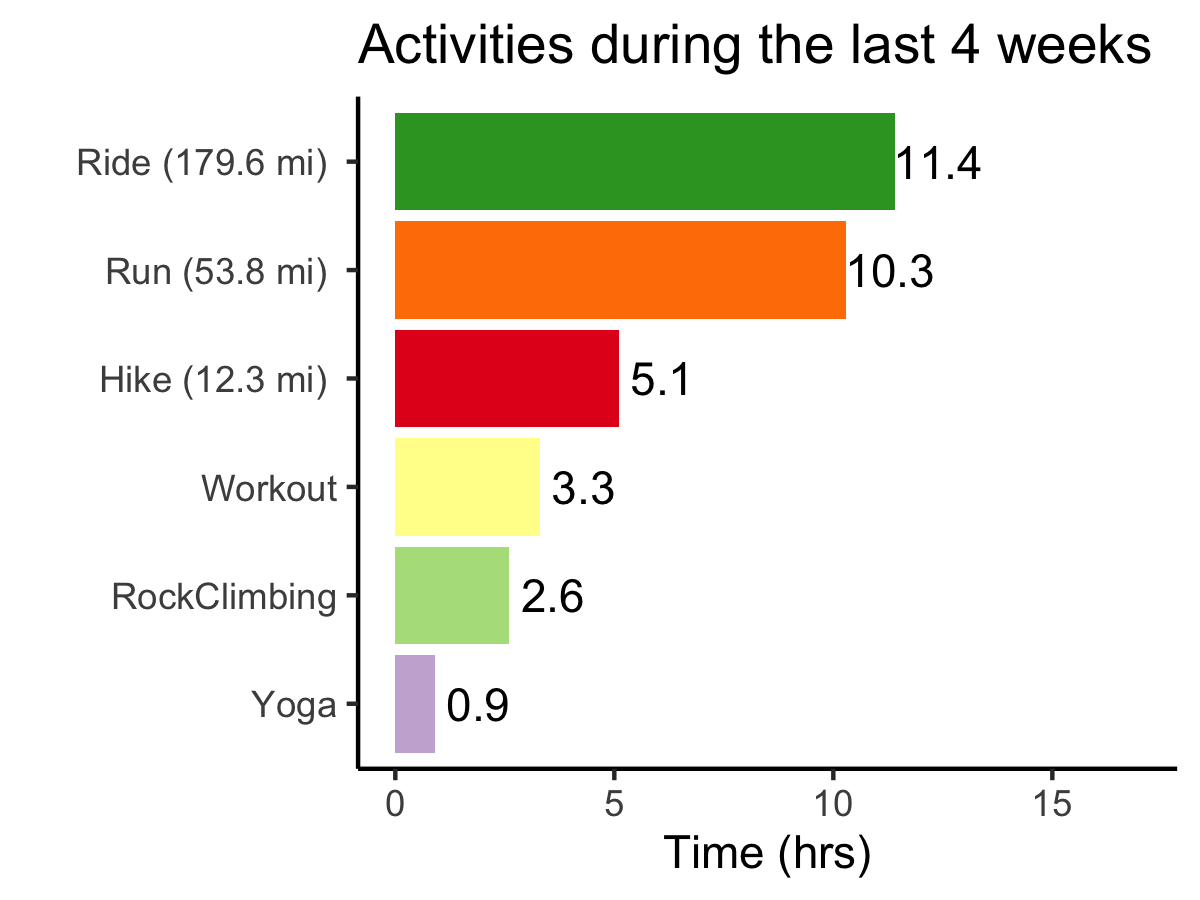 Activities during the last 4 weeks
Ride (179.6 mi) 11.4
Run (53.8 mi) 10.3
Hike (12.3 mi) 5.1
Workout 3.3
RockClimbing 2.6
Yoga 0.9
0 5 10 15
Time (hrs)